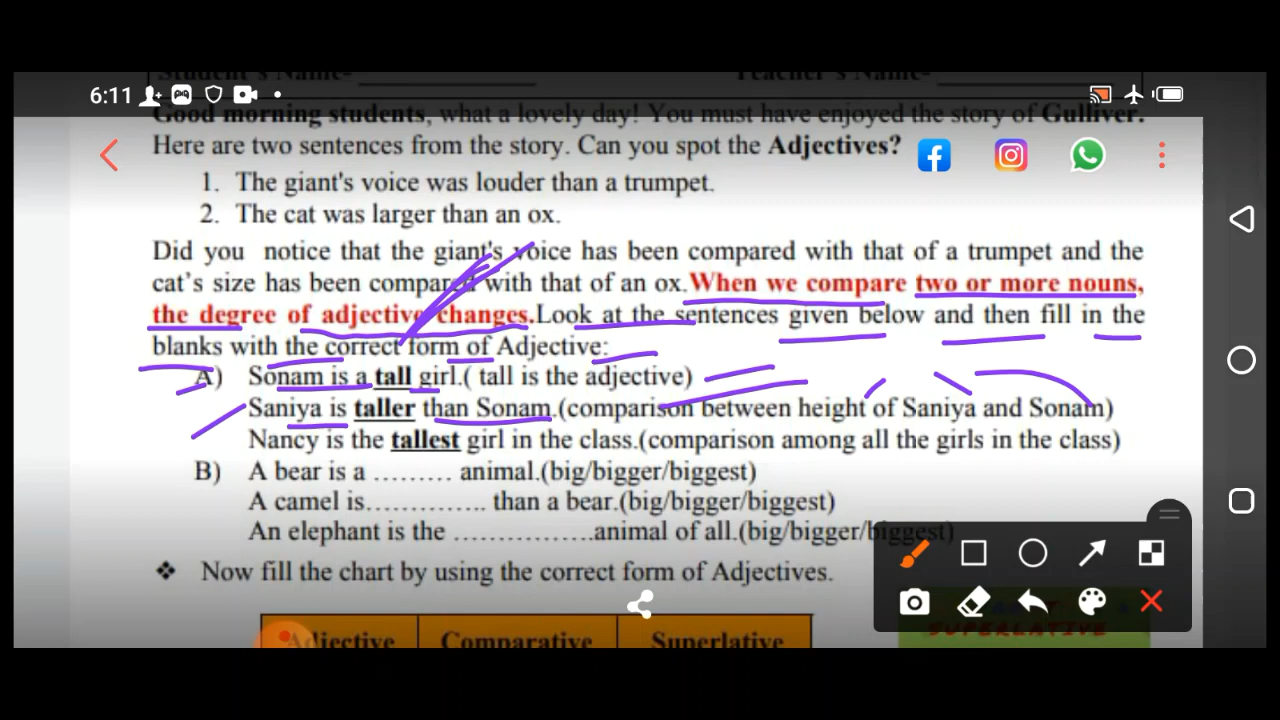 Student's Name- Teacher's Name-
6:11
Good morning students, what a lovely day! You must have enjoyed the story of Gulliver.
Here are two sentences from the story. Can you spot the Adjectives?
1. The giant's voice was louder than a trumpet.
2. The cat was larger than an ox.
Did you notice that the giant's voice has been compared with that of a trumpet and the
cat's size has been compared with that of an ox.When we compare two or more nouns,
the degree of adjective changes.Look at the sentences given below and then fill in the
blanks with the correct form of Adjective:
A) Sonam is a tall girl.( tall is the adjective)
Saniya is taller than Sonam.(comparison between height of Saniya and Sonam)
Nancy is the tallest girl in the class.(comparison among all the girls in the class)
B) A bear is a ……… animal.(big/bigger/biggest)
A camel is………….. than a bear.(big/bigger/biggest)
An elephant is the …………….animal of all.(big/bigger/biggest)
❖ Now fill the chart by using the correct form of Adjectives.
Adjective Comparative Superlative
SUPERLATIVE